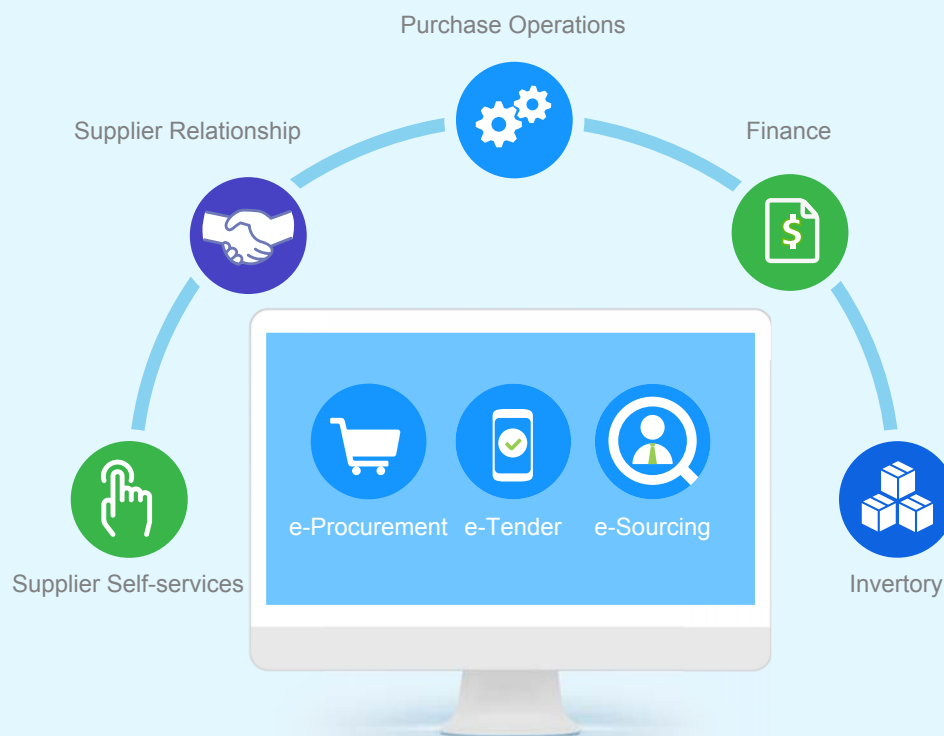 Purchase Operations
Supplier Relationship
Finance
e-Procurement
e-Tender
e-Sourcing
Supplier Self-services
Invertory